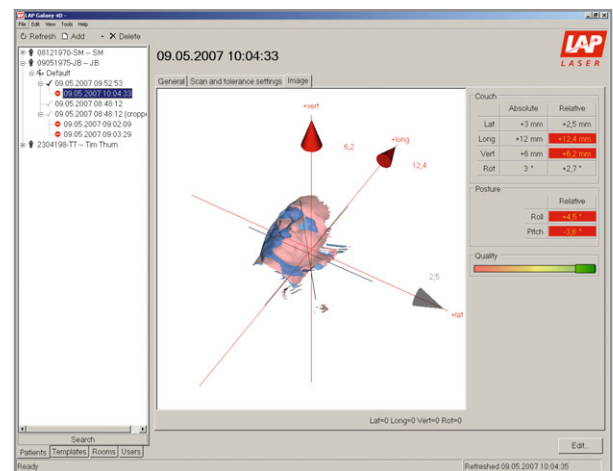 LAP Galaxy 4D -
File Edit View Tools Help
Refresh Add - Delete
08121970-SM -- SM
09051975-JB -- JB
Default
09.05.2007 09:52:53
09.05.2007 10:04:33
09.05.2007 08:48:12
09.05.2007 08:48:12 (croppe
09.05.2007 09:02:09
09.05.2007 09:03:29
2304198-TT -- Tim Thum
Search
Patients Templates Rooms Users
Ready
09.05.2007 10:04:33
LAP
LASER
General Scan and tolerance settings Image
+vert
6,2
+long
12,4
2,5
+lat
Lat=0 Long=0 Vert=0 Rot=0
Couch
Absolute Relative
Lat +3 mm +2,5 mm
Long +12 mm +12,4 mm
Vert +6 mm +6,2 mm
Rot 3 ° +2,7 °
Posture
Relative
Roll +4,5 °
Pitch -3,6 °
Quality
Edit...
Refreshed 09.05.2007 10:04:35